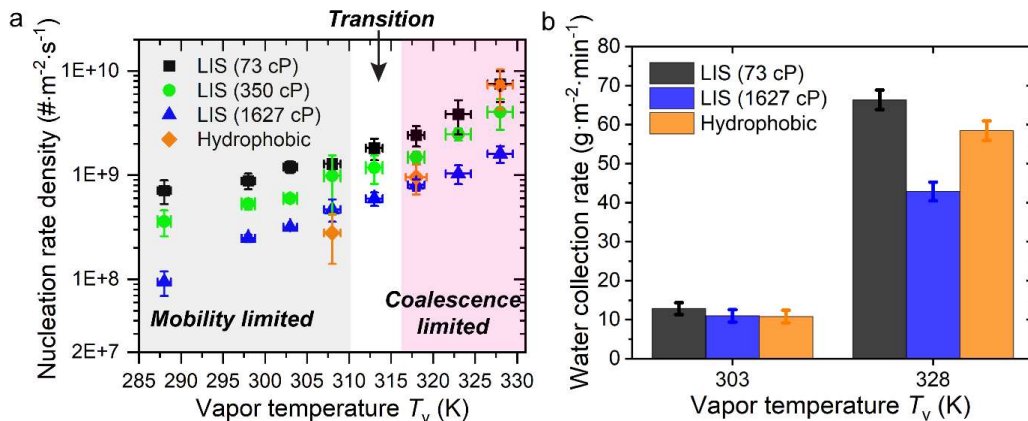 a
Transition
Nucleation rate density (#·m⁻²·s⁻¹)
1E+10
1E+9
1E+8
2E+7
LIS (73 cP)
LIS (350 cP)
LIS (1627 cP)
Hydrophobic
Mobility limited
Coalescence
limited
285 290 295 300 305 310 315 320 325 330
Vapor temperature Tᵥ (K)
b
Water collection rate (g·m⁻²·min⁻¹)
80
70
60
50
40
30
20
10
0
LIS (73 cP)
LIS (1627 cP)
Hydrophobic
303 328
Vapor temperature Tᵥ (K)